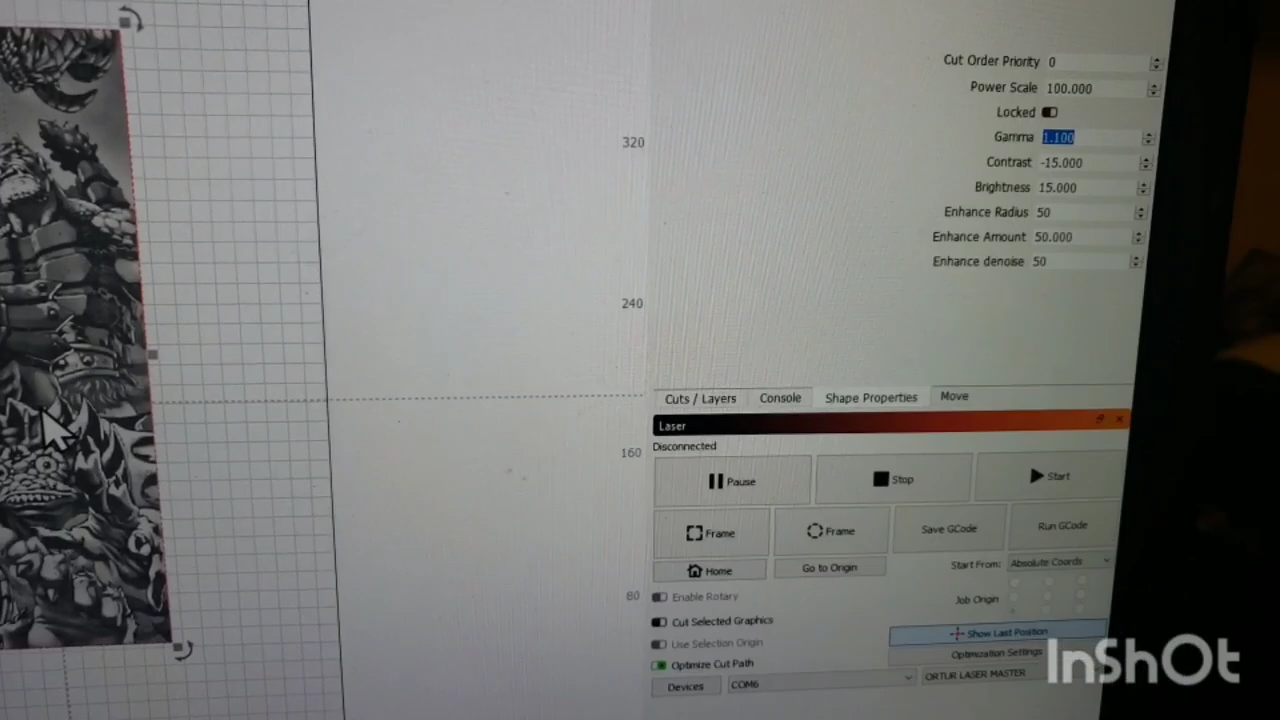 Cut Order Priority 0
Power Scale 100.000
Locked
Gamma 1.100
Contrast -15.000
Brightness 15.000
Enhance Radius 50
Enhance Amount 50.000
Enhance denoise 50
320
240
160
80
Cuts / Layers Console Shape Properties Move
Laser
Disconnected
Pause Stop Start
Frame Frame Save GCode Run GCode
Home Go to Origin Start From: Absolute Coords
Enable Rotary Job Origin
Cut Selected Graphics Show Last Position
Use Selection Origin Optimization Settings
Optimize Cut Path
Devices COM6 ORTUR LASER MASTER
InShOt